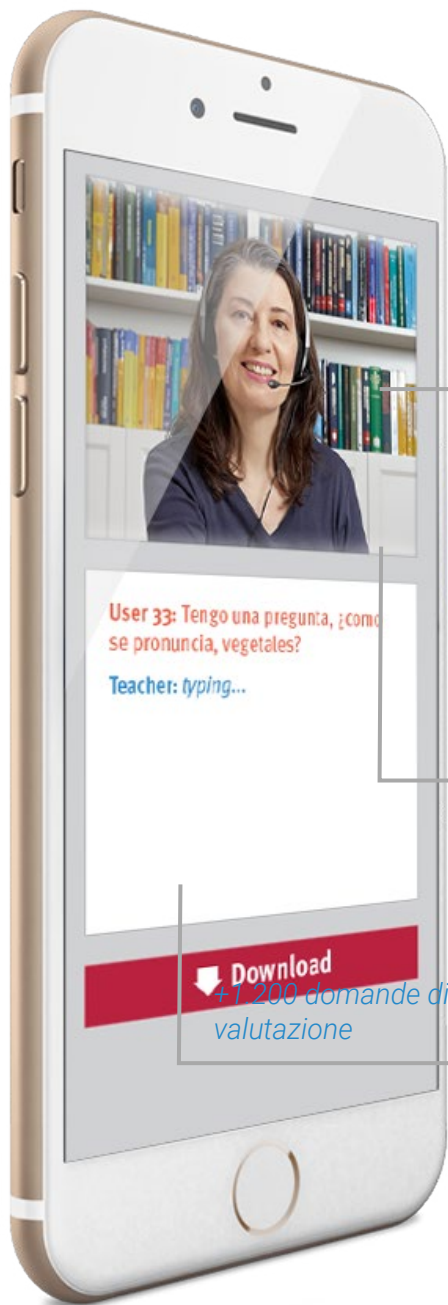 User 33: Tengo una pregunta, ¿como
se pronuncia, vegetales?
Teacher: typing...
Download
+1.200 domande di
valutazione